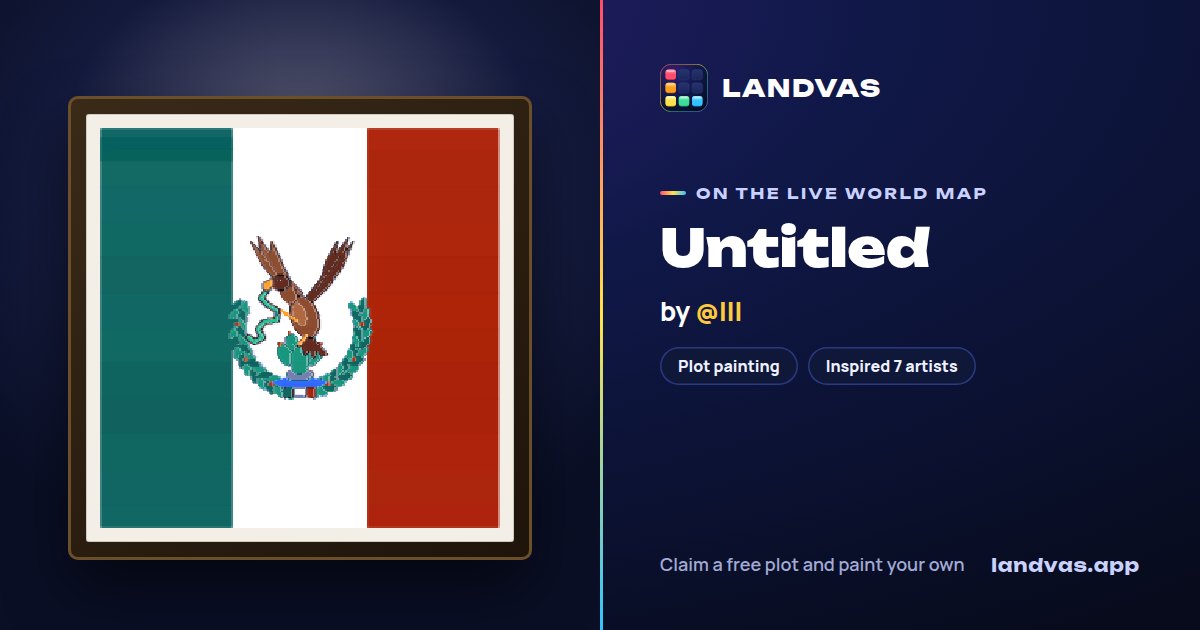 LANDVAS
ON THE LIVE WORLD MAP
Untitled
by @lll
Plot painting
Inspired 7 artists
Claim a free plot and paint your own
landvas.app